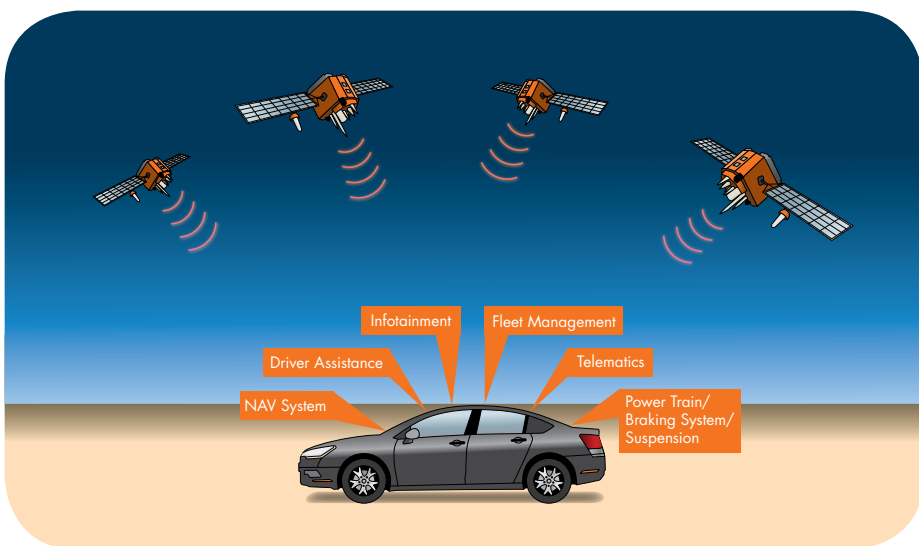 Infotainment
Fleet Management
Driver Assistance
Telematics
NAV System
Power Train/
Braking System/
Suspension